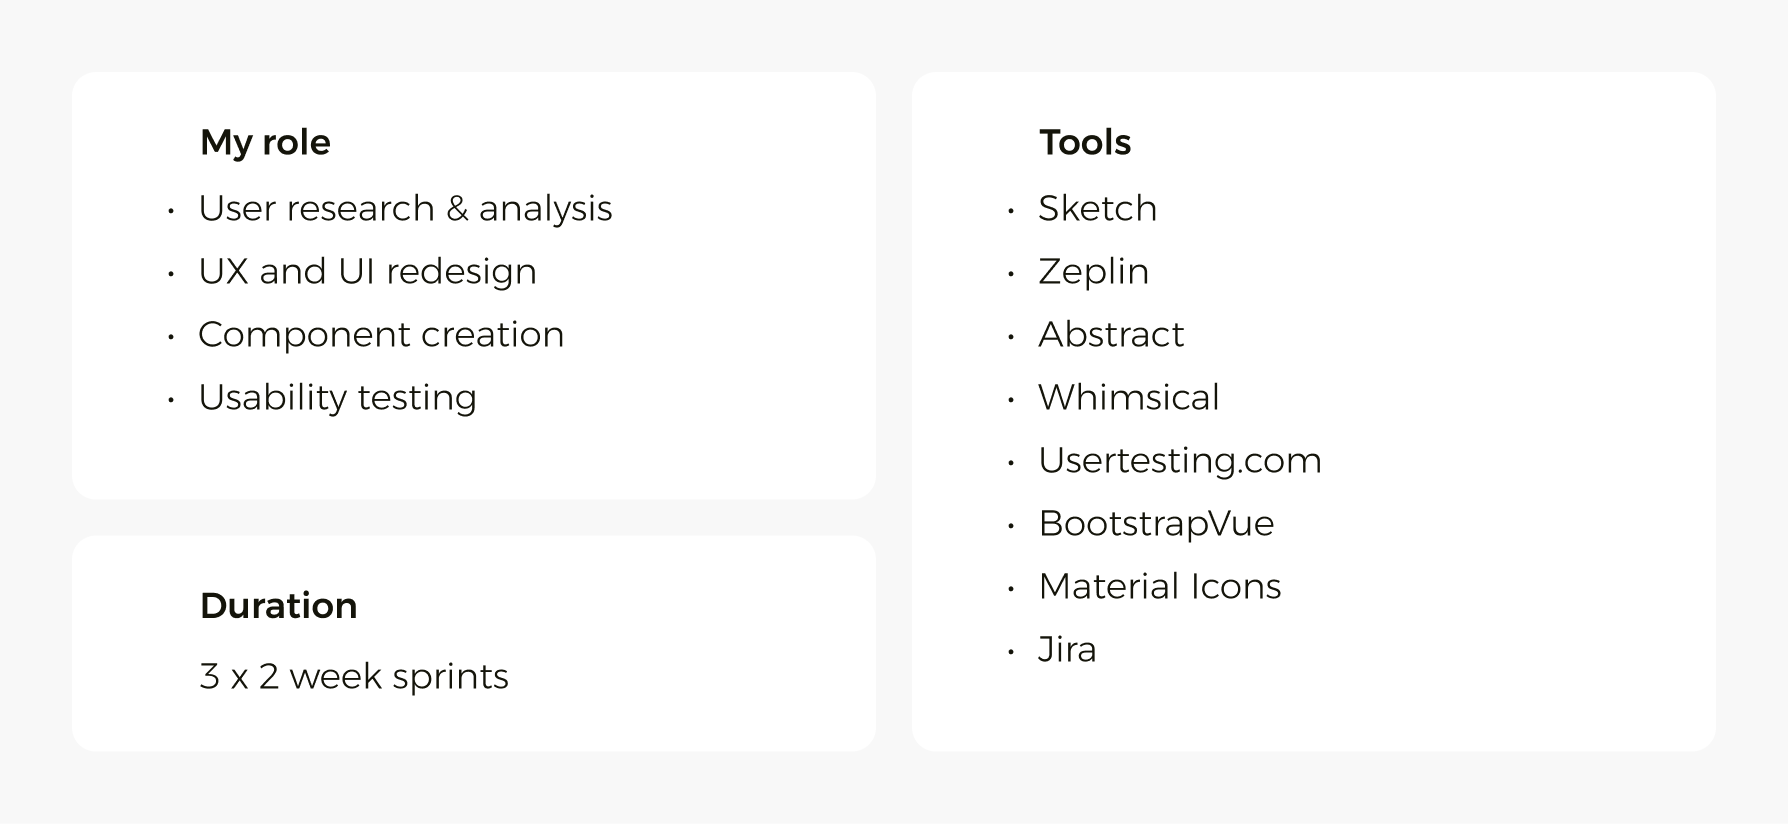 My role
• User research & analysis
• UX and UI redesign
• Component creation
• Usability testing
Duration
3 x 2 week sprints
Tools
• Sketch
• Zeplin
• Abstract
• Whimsical
• Usertesting.com
• BootstrapVue
• Material Icons
• Jira